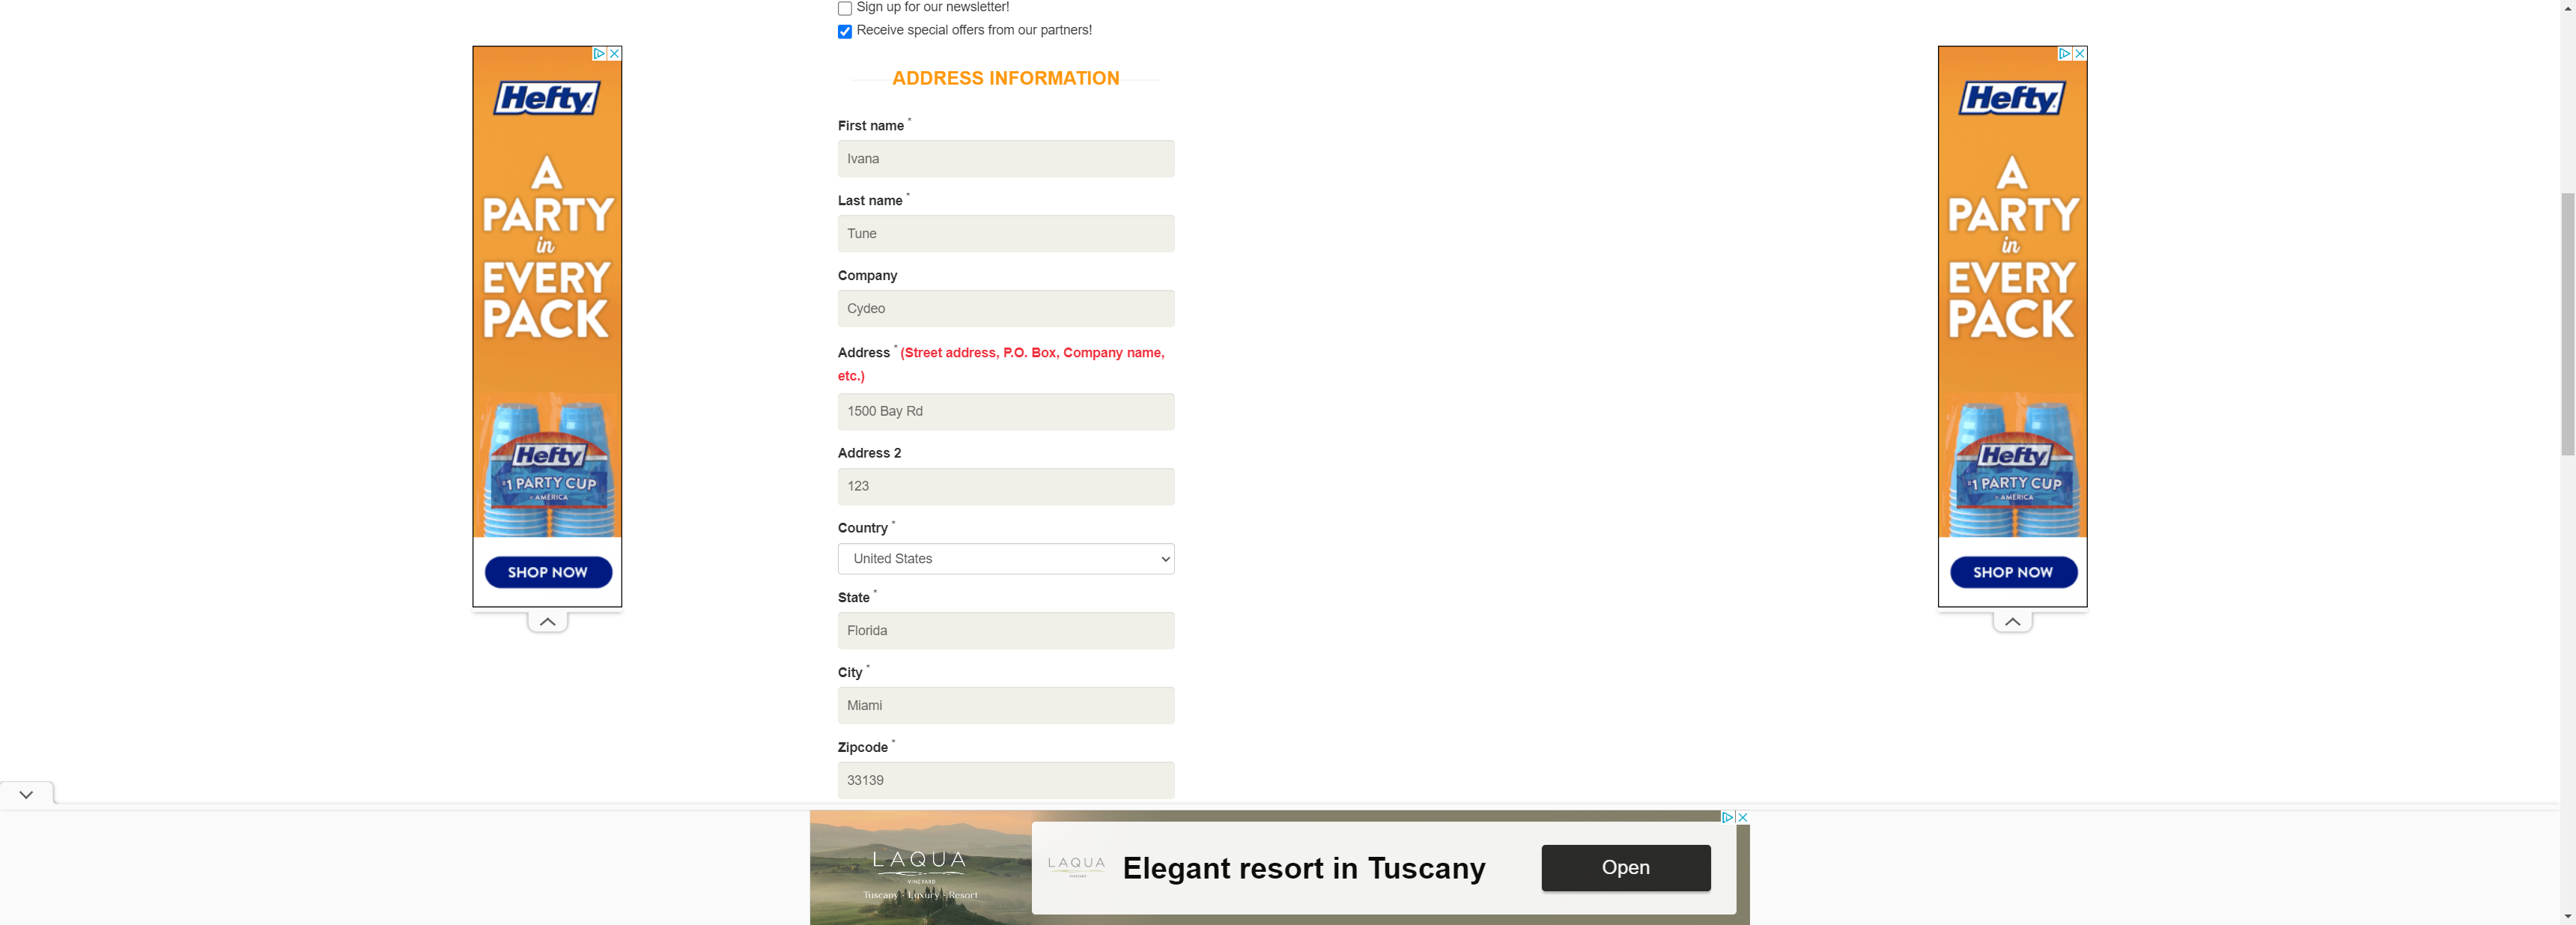 Sign up for our newsletter!
Receive special offers from our partners!
ADDRESS INFORMATION
First name *
Ivana
Last name *
Tune
Company
Cydeo
Address * (Street address, P.O. Box, Company name,
etc.)
1500 Bay Rd
Address 2
123
Country *
United States
State *
Florida
City *
Miami
Zipcode *
33139
Hefty
A
PARTY
in
EVERY
PACK
Hefty
#1 PARTY CUP
IN AMERICA
SHOP NOW
Hefty
A
PARTY
in
EVERY
PACK
Hefty
#1 PARTY CUP
IN AMERICA
SHOP NOW
LAQUA
VINEYARD
Tuscany · Luxury · Resort
LAQUA
Elegant resort in Tuscany
Open